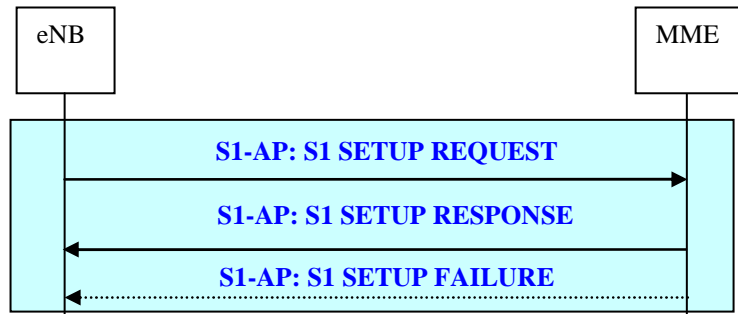 eNB
MME
S1-AP: S1 SETUP REQUEST
S1-AP: S1 SETUP RESPONSE
S1-AP: S1 SETUP FAILURE